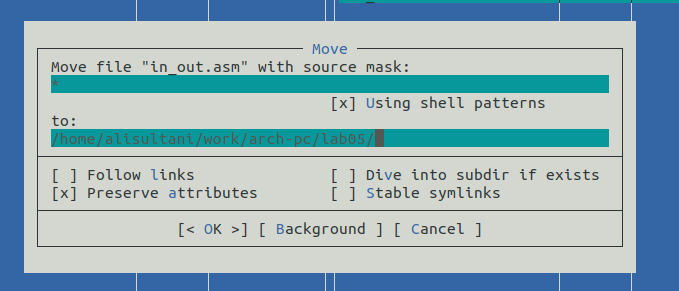 Move
Move file "in_out.asm" with source mask:
*
[x] Using shell patterns
to:
/home/alisultani/work/arch-pc/lab05/
[ ] Follow links [ ] Dive into subdir if exists
[x] Preserve attributes [ ] Stable symlinks
[< OK >] [ Background ] [ Cancel ]